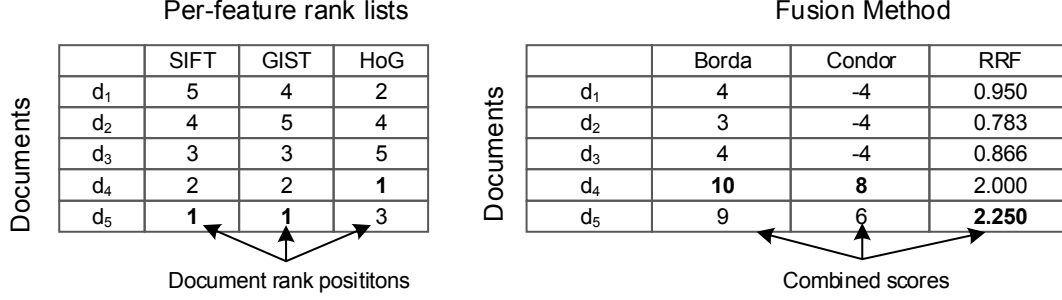 Per-feature rank lists
SIFT GIST HoG
d₁ 5 4 2
d₂ 4 5 4
d₃ 3 3 5
d₄ 2 2 1
d₅ 1 1 3
Documents
Document rank posititons
Fusion Method
Borda Condor RRF
d₁ 4 -4 0.950
d₂ 3 -4 0.783
d₃ 4 -4 0.866
d₄ 10 8 2.000
d₅ 9 6 2.250
Documents
Combined scores